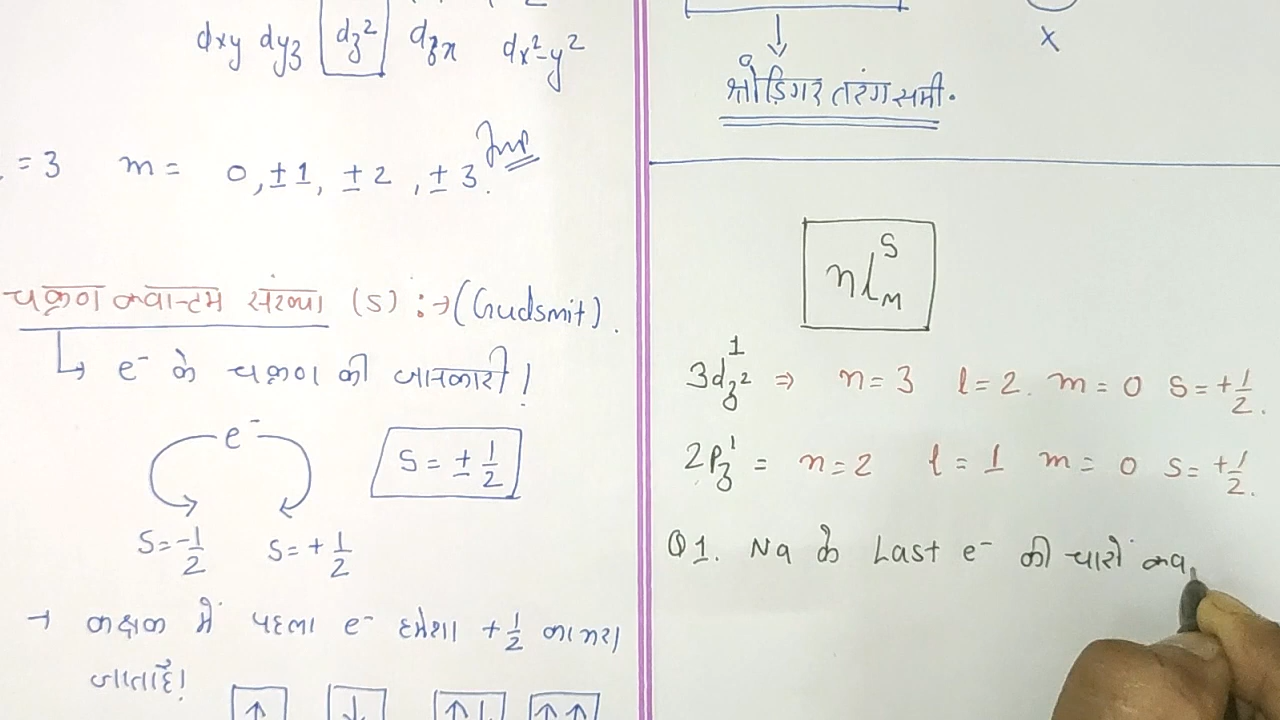 dxy dyz dz² dzx dx²-y²
= 3 m = 0, ±1, ±2, ±3.
चक्रण क्वान्टम संख्या (S) :→ (Gudsmit).
↳ e⁻ के चक्रण की जानकारी!
e⁻
S = ± 1/2
S = -1/2 S = + 1/2
→ कक्षक में पहला e⁻ हमेशा + 1/2 का भरा
जाता है!
↑ ↓ ↑↓ ↑↑
x
श्रोडिंगर तरंग समी.
nlₘˢ
3dz²¹ ⇒ n = 3 l = 2. m = 0 S = + 1/2.
2Pz¹ = n = 2 l = 1 m = 0 S = + 1/2.
Q1. Na के Last e⁻ की चारो क्वा